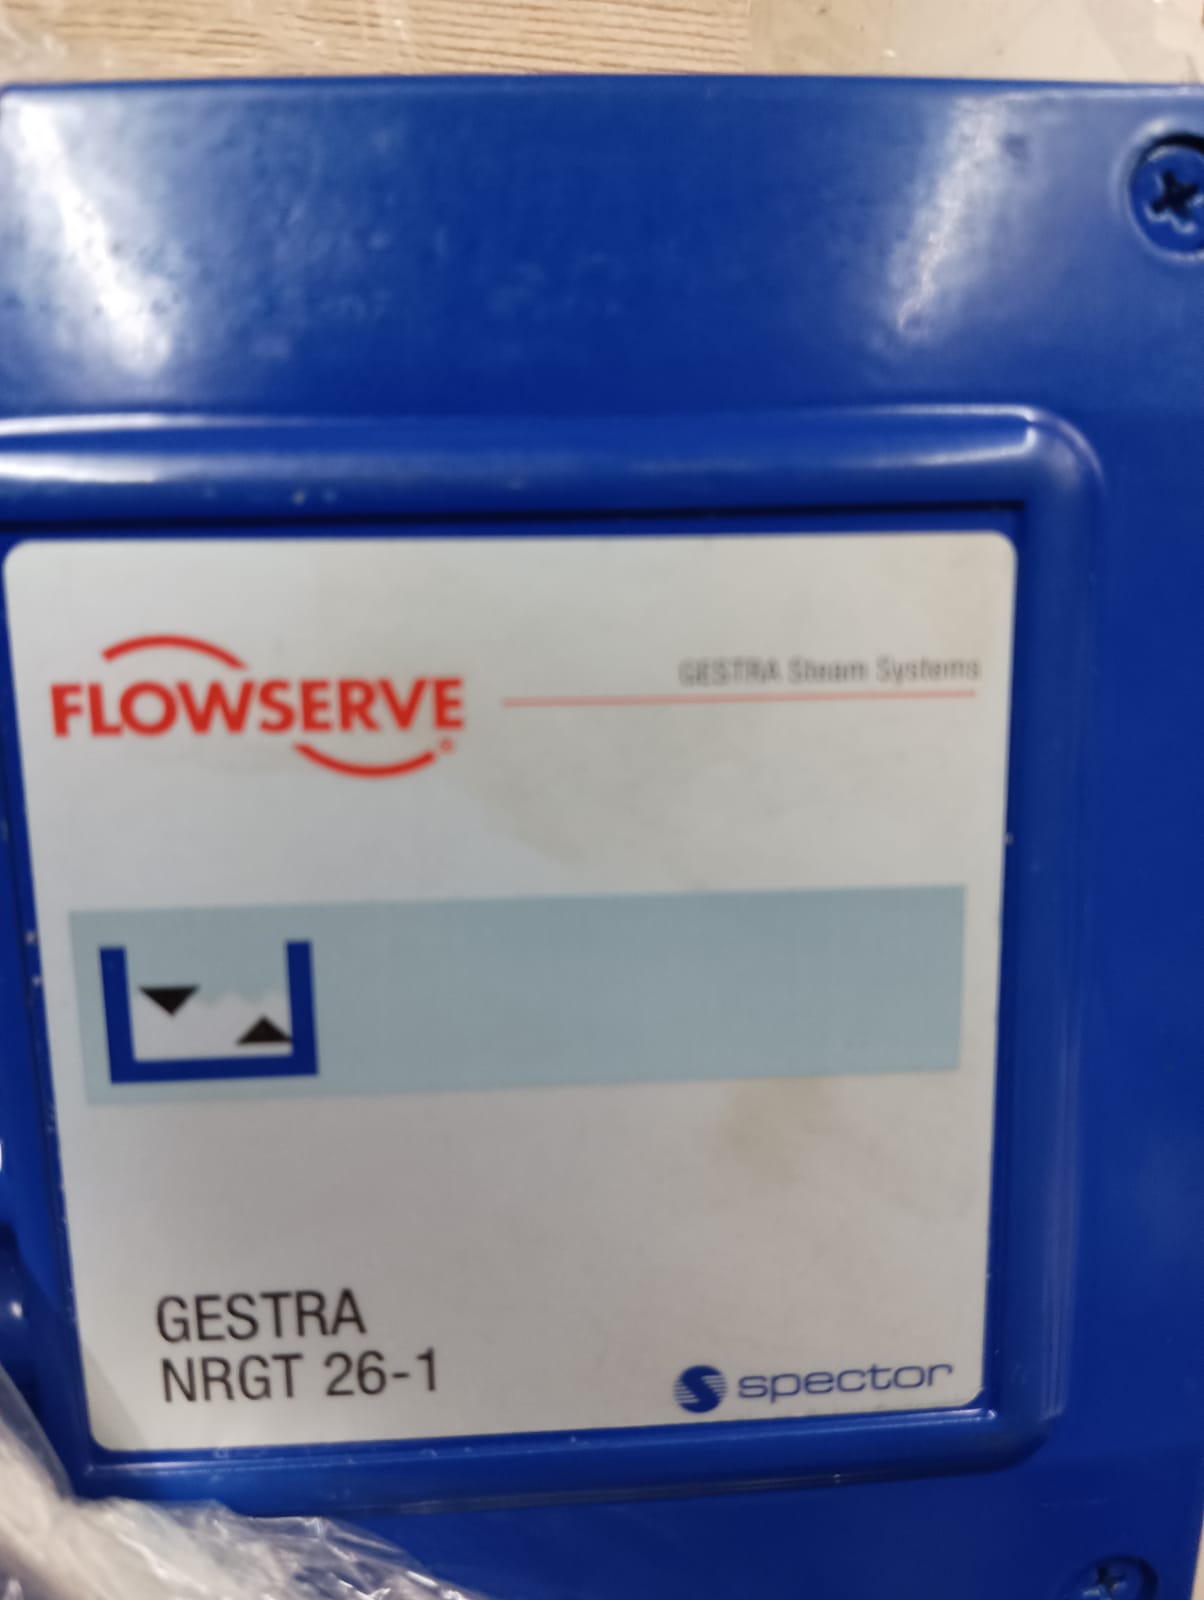 FLOWSERVE®
GESTRA Steam Systems
GESTRA
NRGT 26-1
spector